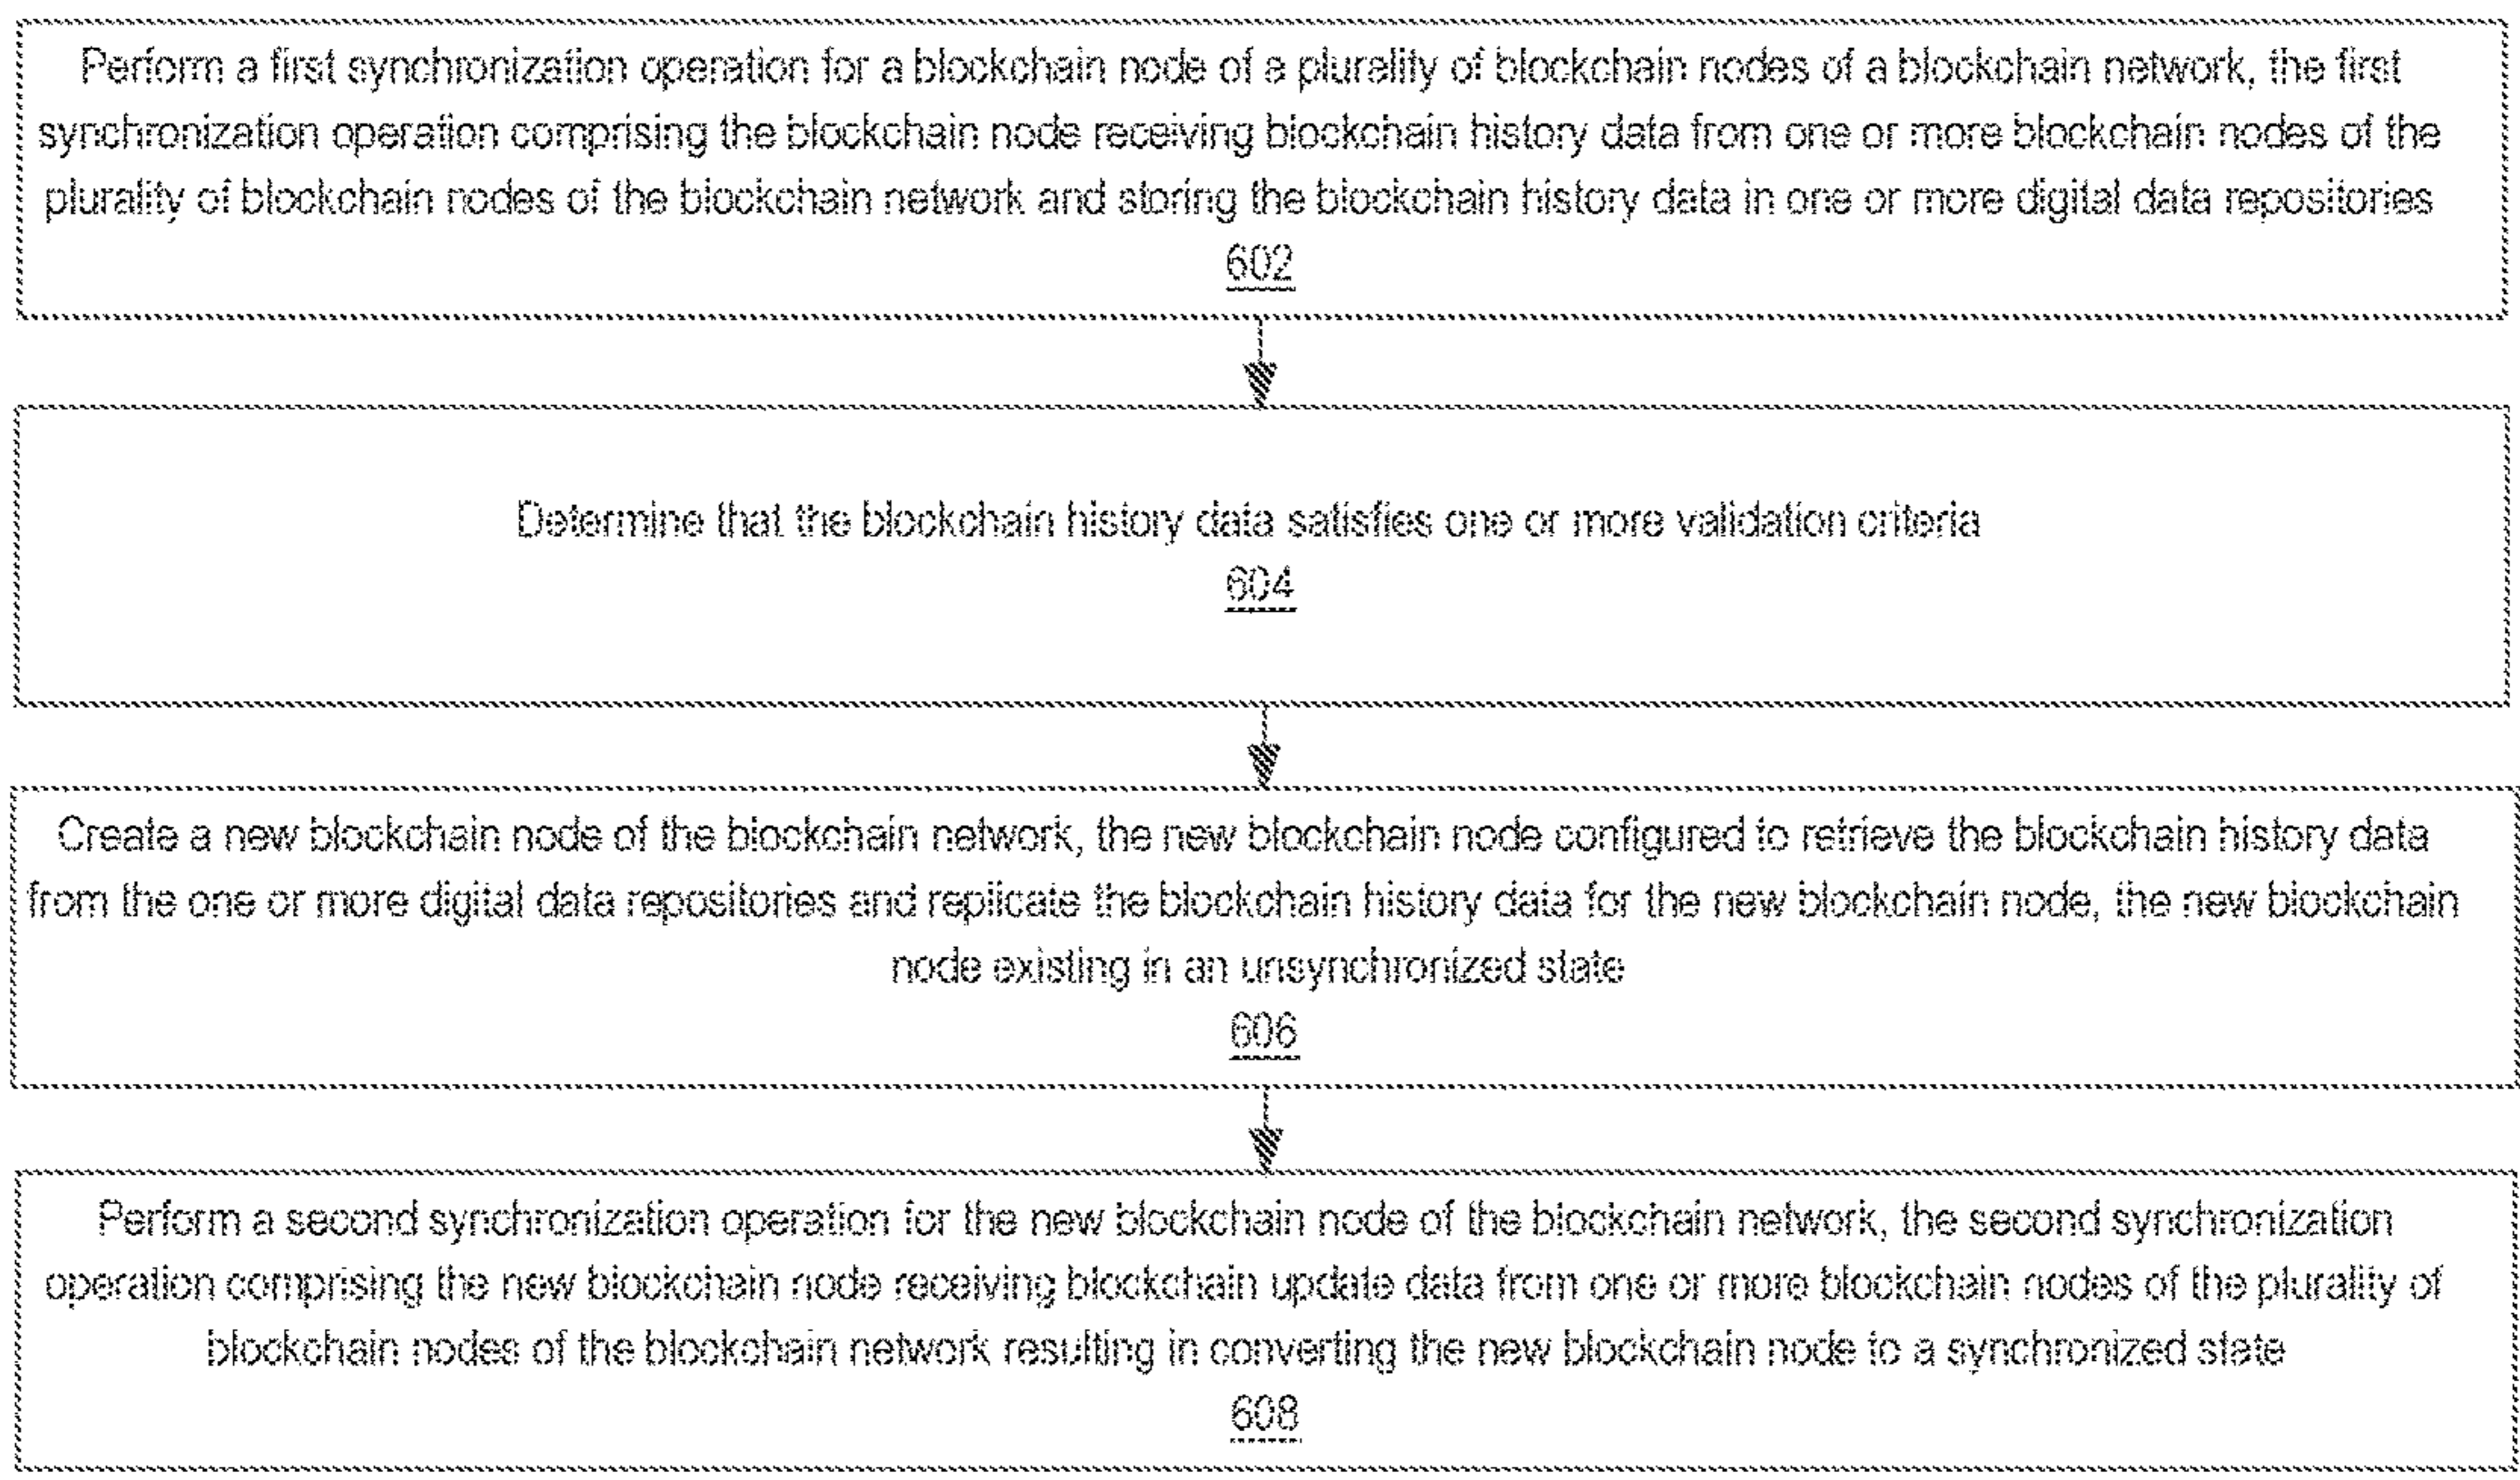 Perform a first synchronization operation for a blockchain node of a plurality of blockchain nodes of a blockchain network, the first
synchronization operation comprising the blockchain node receiving blockchain history data from one or more blockchain nodes of the
plurality of blockchain nodes of the blockchain network and storing the blockchain history data in one or more digital data repositories
602
Determine that the blockchain history data satisfies one or more validation criteria
604
Create a new blockchain node of the blockchain network, the new blockchain node configured to retrieve the blockchain history data
from the one or more digital data repositories and replicate the blockchain history data for the new blockchain node, the new blockchain
node existing in an unsynchronized state
606
Perform a second synchronization operation for the new blockchain node of the blockchain network, the second synchronization
operation comprising the new blockchain node receiving blockchain update data from one or more blockchain nodes of the plurality of
blockchain nodes of the blockchain network resulting in converting the new blockchain node to a synchronized state
608